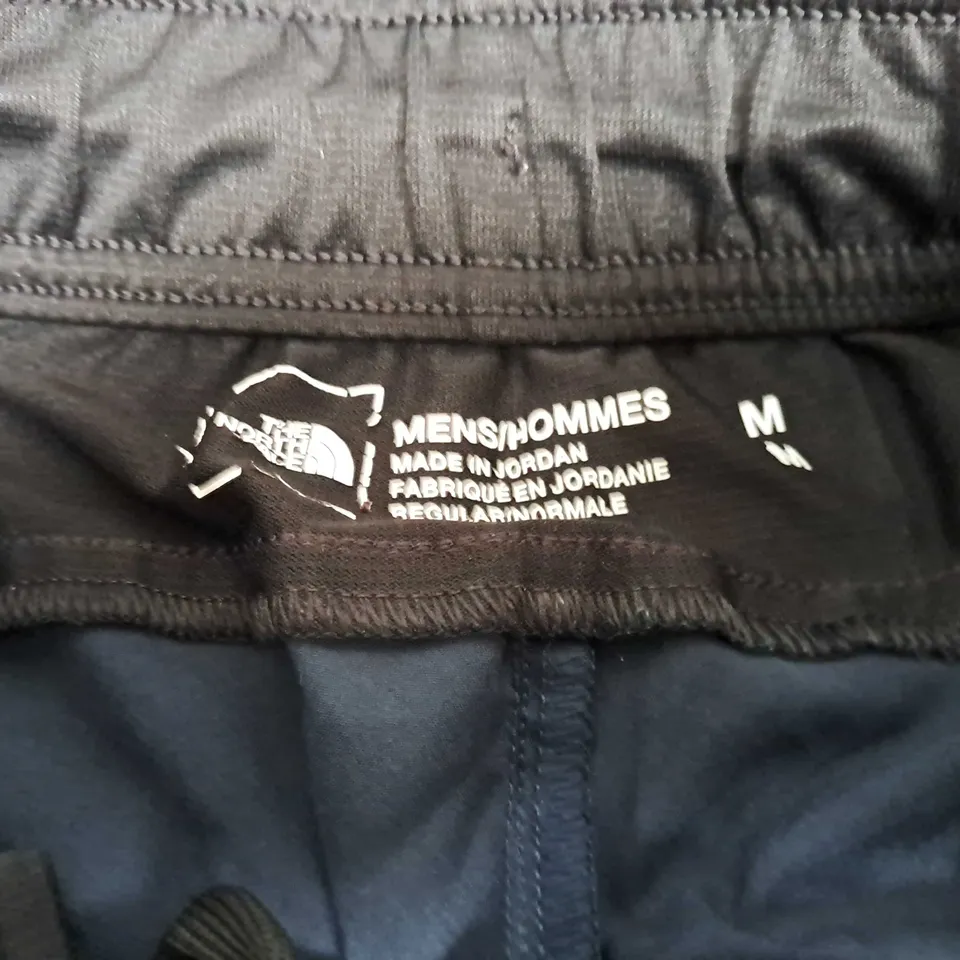 THE
NORTH
FACE
MENS/HOMMES
MADE IN JORDAN
FABRIQUÉ EN JORDANIE
REGULAR/NORMALE
M
M